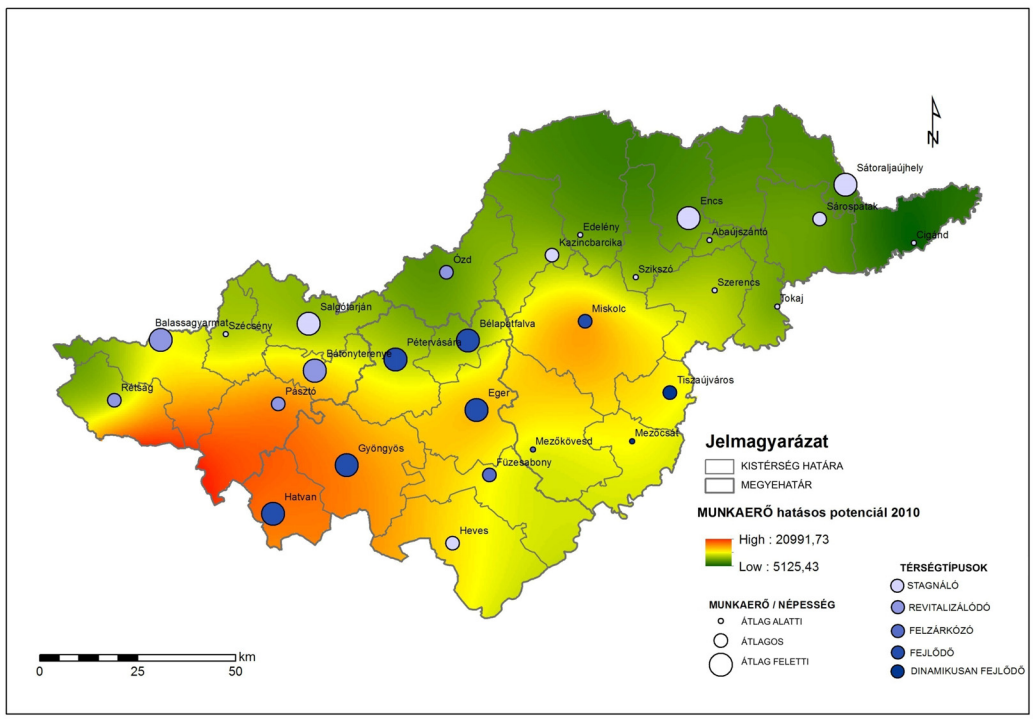 N
Sátoraljaújhely
Encs
Sárospatak
Edelény
Abaújszántó
Cigánd
Kazincbarcika
Ózd
Szikszó
Szerencs
Tokaj
Salgótarján
Miskolc
Balassagyarmat
Szécsény
Bélapátfalva
Pétervására
Bátonyterenye
Tiszaújváros
Rétság
Pásztó
Eger
Mezőkövesd
Mezőcsát
Gyöngyös
Füzesabony
Hatvan
Heves
Jelmagyarázat
KISTÉRSÉG HATÁRA
MEGYEHATÁR
MUNKAERŐ hatásos potenciál 2010
High : 20991,73
Low : 5125,43
MUNKAERŐ / NÉPESSÉG
ÁTLAG ALATTI
ÁTLAGOS
ÁTLAG FELETTI
TÉRSÉGTÍPUSOK
STAGNÁLÓ
REVITALIZÁLÓDÓ
FELZÁRKÓZÓ
FEJLŐDŐ
DINAMIKUSAN FEJLŐDŐ
km
0 25 50